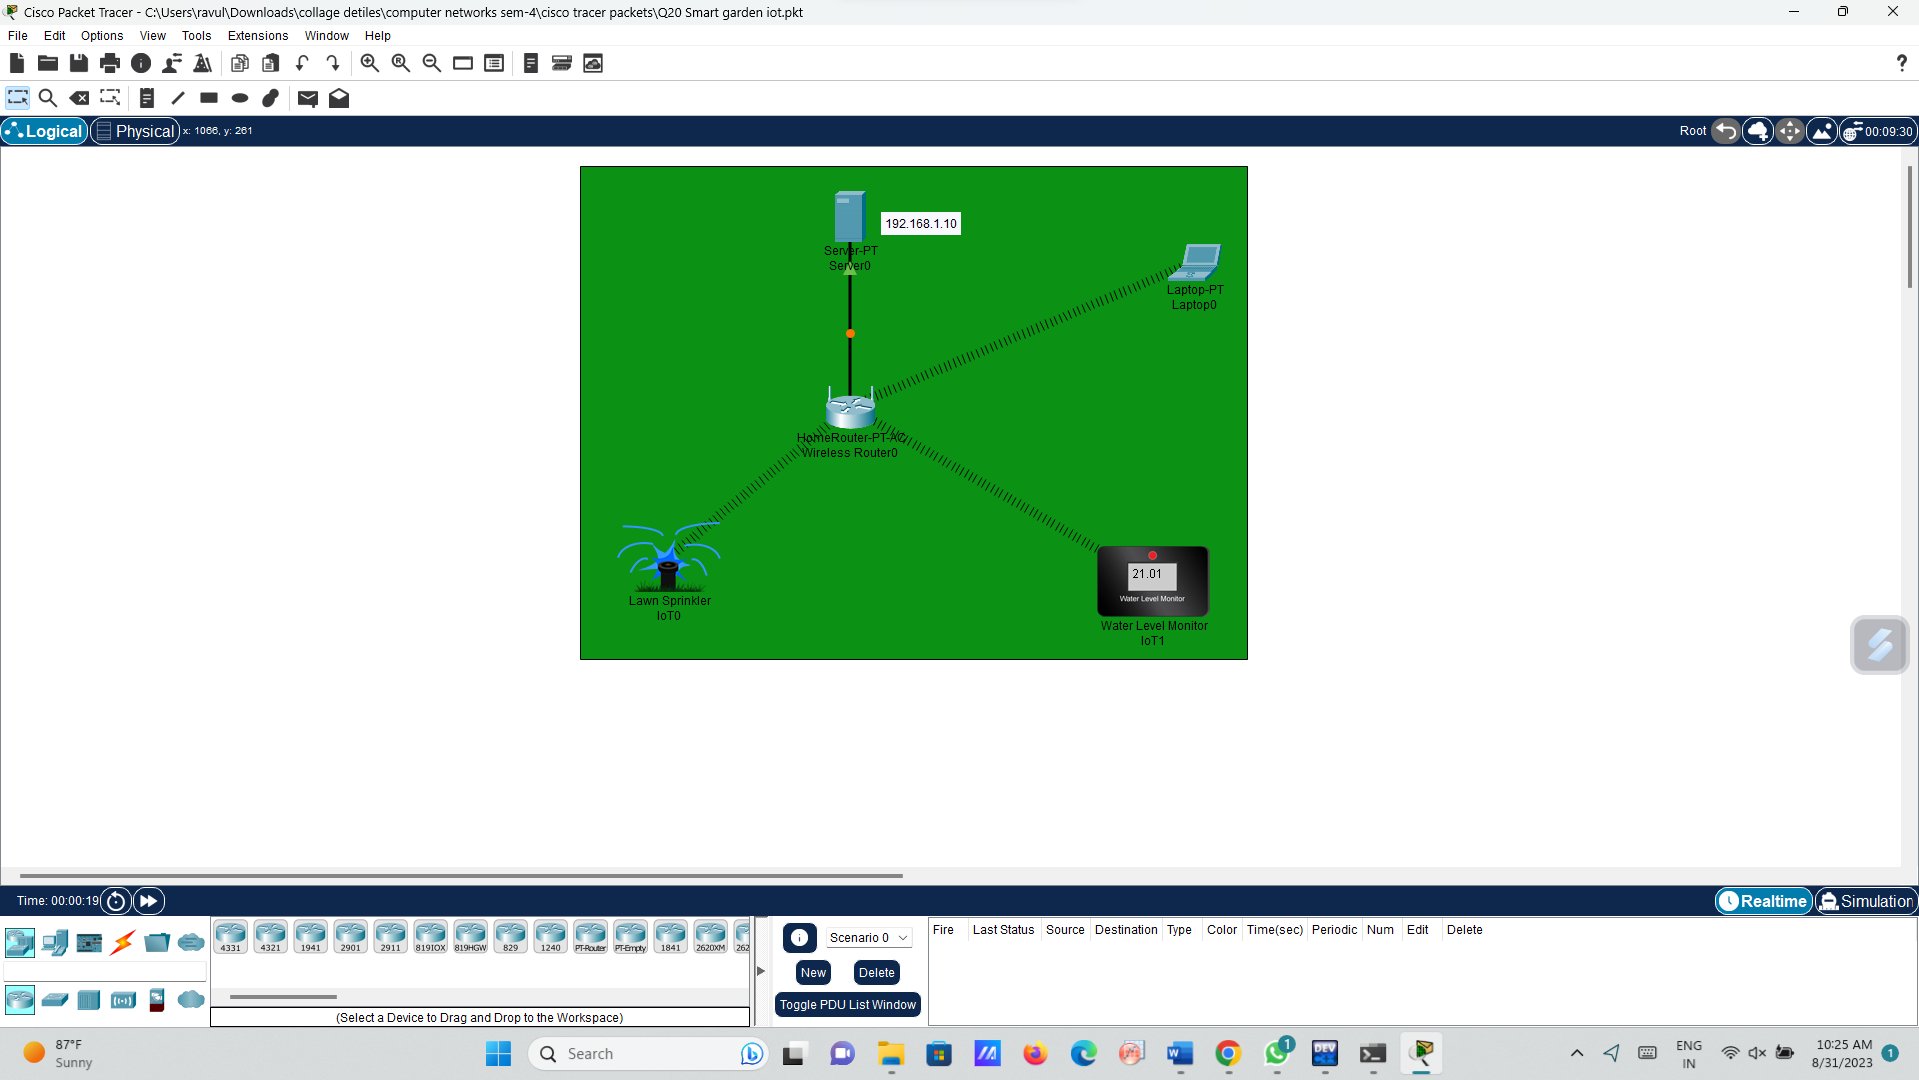 Cisco Packet Tracer - C:\Users\ravul\Downloads\collage detiles\computer networks sem-4\cisco tracer packets\Q20 Smart garden iot.pkt
File Edit Options View Tools Extensions Window Help
?
Logical Physical x: 1066, y: 261 Root 00:09:30
192.168.1.10
Server-PT
Server0
Laptop-PT
Laptop0
HomeRouter-PT-AC
Wireless Router0
21.01
Water Level Monitor
Lawn Sprinkler
IoT0
Water Level Monitor
IoT1
Time: 00:00:19 Realtime Simulation
4331 4321 1941 2901 2911 819IOX 819HGW 829 1240 PT-Router PT-Empty 1841 2620XM 262
Scenario 0
New Delete
Toggle PDU List Window
Fire Last Status Source Destination Type Color Time(sec) Periodic Num Edit Delete
(Select a Device to Drag and Drop to the Workspace)
87°F
Sunny
Search
DEV
1
ENG
IN
10:25 AM
8/31/2023
1